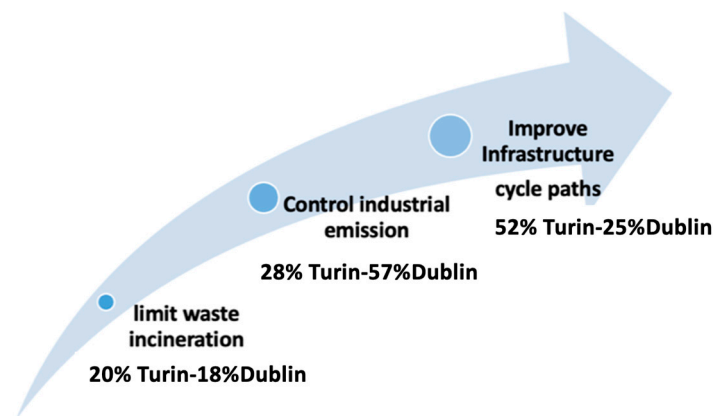 Improve
Infrastructure
cycle paths
52% Turin-25%Dublin
Control industrial
emission
28% Turin-57%Dublin
limit waste
incineration
20% Turin-18%Dublin